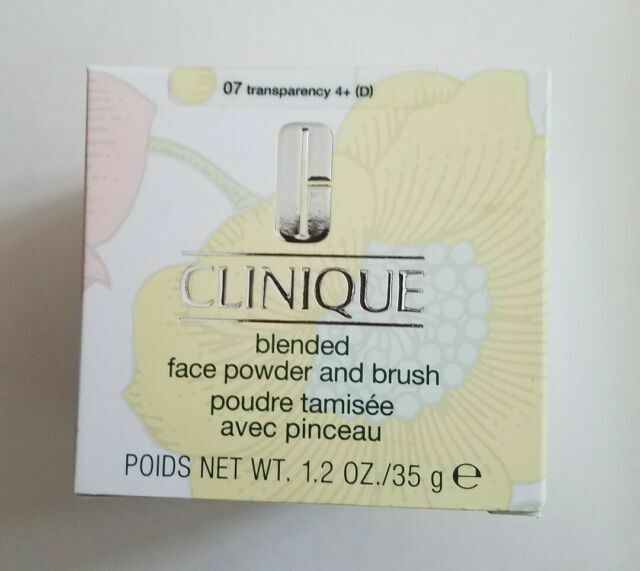 07 transparency 4+ (D)
CLINIQUE
blended
face powder and brush
poudre tamisée
avec pinceau
POIDS NET WT. 1.2 OZ./35 g ℮